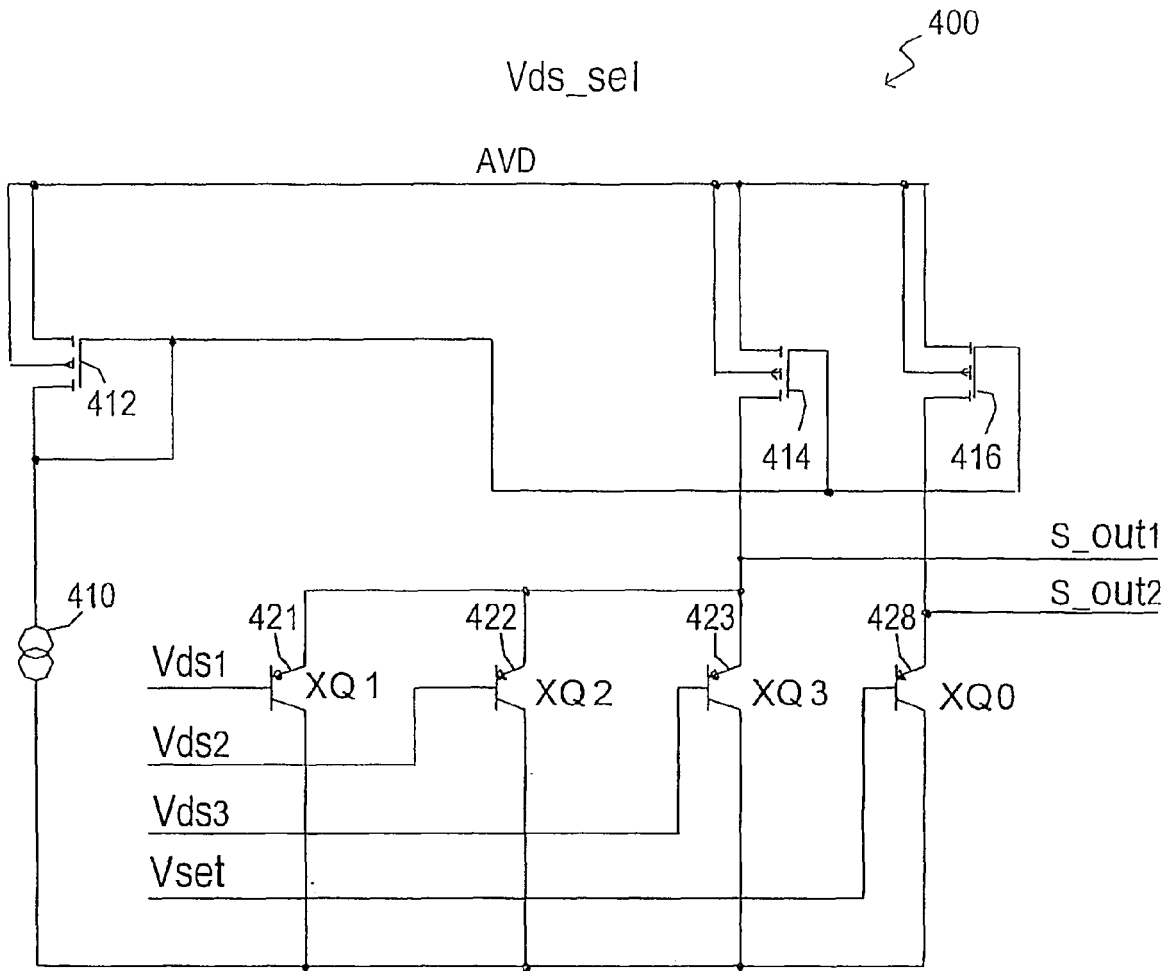 400
Vds_sel
AVD
412
414
416
s_out1
s_out2
410
421
422
423
428
Vds1
XQ1
XQ2
XQ3
XQ0
Vds2
Vds3
Vset